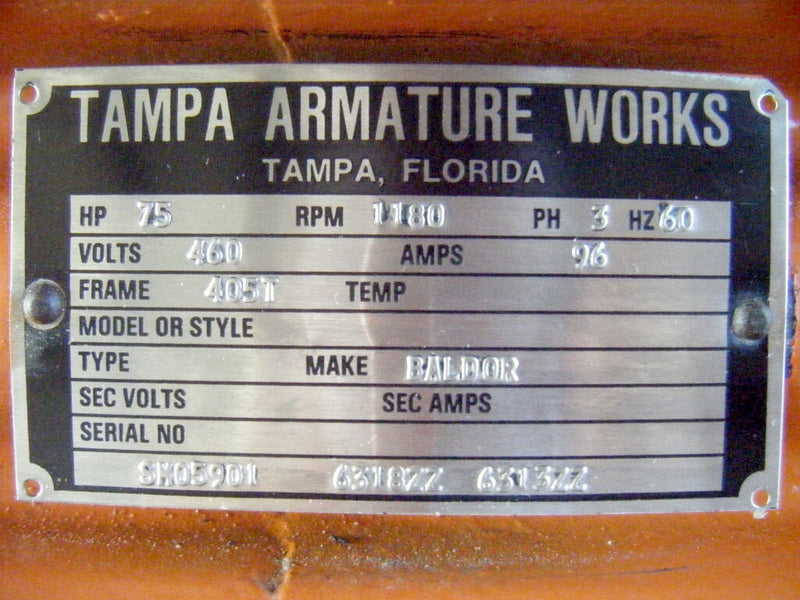 TAMPA ARMATURE WORKS
TAMPA, FLORIDA
HP 75 RPM 1180 PH 3 HZ 60
VOLTS 460 AMPS 96
FRAME 405T TEMP
MODEL OR STYLE
TYPE MAKE BALDOR
SEC VOLTS SEC AMPS
SERIAL NO
SM05901 6318ZZ 6313ZZ